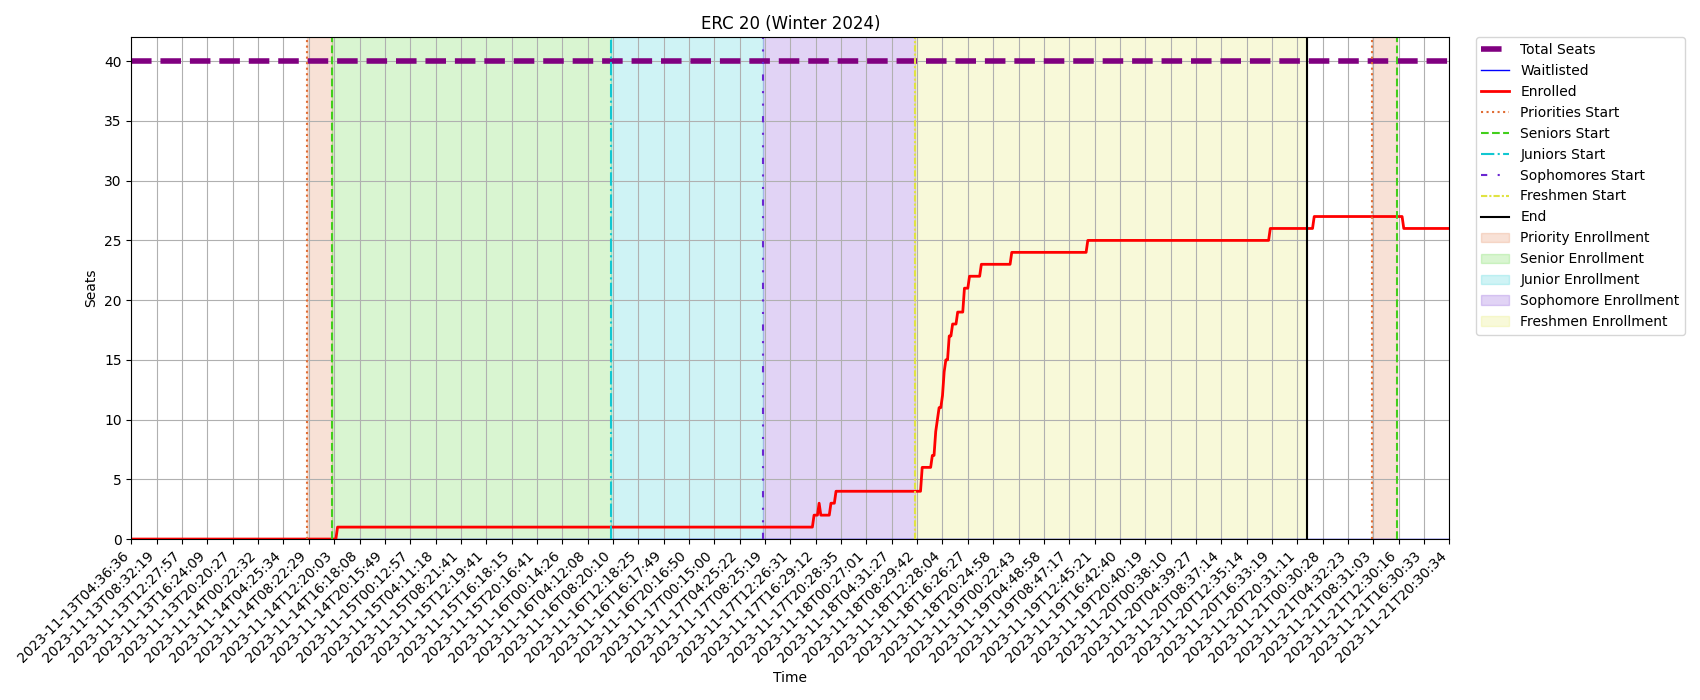 ERC 20 (Winter 2024)
40
35
30
25
20
15
10
5
0
Seats
2023-11-13T04:36:36
2023-11-13T08:32:19
2023-11-13T12:27:57
2023-11-13T16:24:09
2023-11-13T20:20:27
2023-11-14T00:22:32
2023-11-14T04:25:34
2023-11-14T08:22:29
2023-11-14T12:20:03
2023-11-14T16:18:08
2023-11-14T20:15:49
2023-11-15T00:12:57
2023-11-15T04:11:18
2023-11-15T08:21:41
2023-11-15T12:19:41
2023-11-15T16:18:15
2023-11-15T20:16:41
2023-11-16T00:14:26
2023-11-16T04:12:08
2023-11-16T08:20:10
2023-11-16T12:18:25
2023-11-16T16:17:49
2023-11-16T20:16:50
2023-11-17T00:15:00
2023-11-17T04:25:22
2023-11-17T08:25:19
2023-11-17T12:26:31
2023-11-17T16:29:12
2023-11-17T20:28:35
2023-11-18T00:27:01
2023-11-18T04:31:27
2023-11-18T08:29:42
2023-11-18T12:28:04
2023-11-18T16:26:27
2023-11-18T20:24:58
2023-11-19T00:22:43
2023-11-19T04:48:58
2023-11-19T08:47:17
2023-11-19T12:45:21
2023-11-19T16:42:40
2023-11-19T20:40:19
2023-11-20T00:38:10
2023-11-20T04:39:27
2023-11-20T08:37:14
2023-11-20T12:35:14
2023-11-20T16:33:19
2023-11-20T20:31:11
2023-11-21T00:30:28
2023-11-21T04:32:23
2023-11-21T08:31:03
2023-11-21T12:30:16
2023-11-21T16:30:33
2023-11-21T20:30:34
Time
Total Seats
Waitlisted
Enrolled
Priorities Start
Seniors Start
Juniors Start
Sophomores Start
Freshmen Start
End
Priority Enrollment
Senior Enrollment
Junior Enrollment
Sophomore Enrollment
Freshmen Enrollment